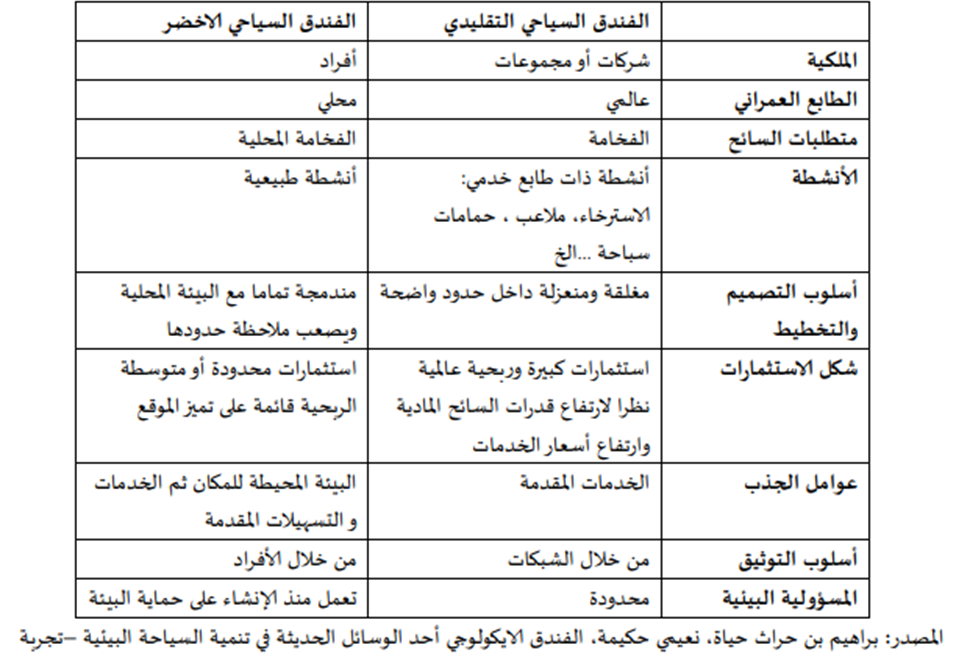 الفندق السياحي التقليدي الفندق السياحي الاخضر
الملكية شركات أو مجموعات أفراد
الطابع العمراني عالمي محلي
متطلبات السائح الفخامة الفخامة المحلية
الأنشطة أنشطة ذات طابع خدمي: أنشطة طبيعية
الاسترخاء، ملاعب ، حمامات
سباحة ...الخ
أسلوب التصميم مغلقة ومنعزلة داخل حدود واضحة مندمجة تماما مع البيئة المحلية
والتخطيط ويصعب ملاحظة حدودها
شكل الاستثمارات استثمارات كبيرة وربحية عالمية استثمارات محدودة أو متوسطة
نظرا لارتفاع قدرات السائح المادية الربحية قائمة على تميز الموقع
وارتفاع أسعار الخدمات
عوامل الجذب الخدمات المقدمة البيئة المحيطة للمكان ثم الخدمات
و التسهيلات المقدمة
أسلوب التوثيق من خلال الشبكات من خلال الأفراد
المسؤولية البيئية محدودة تعمل منذ الإنشاء على حماية البيئة
المصدر: براهيم بن حراث حياة، نعيمي حكيمة، الفندق الايكولوجي أحد الوسائل الحديثة في تنمية السياحة البيئية –تجربة